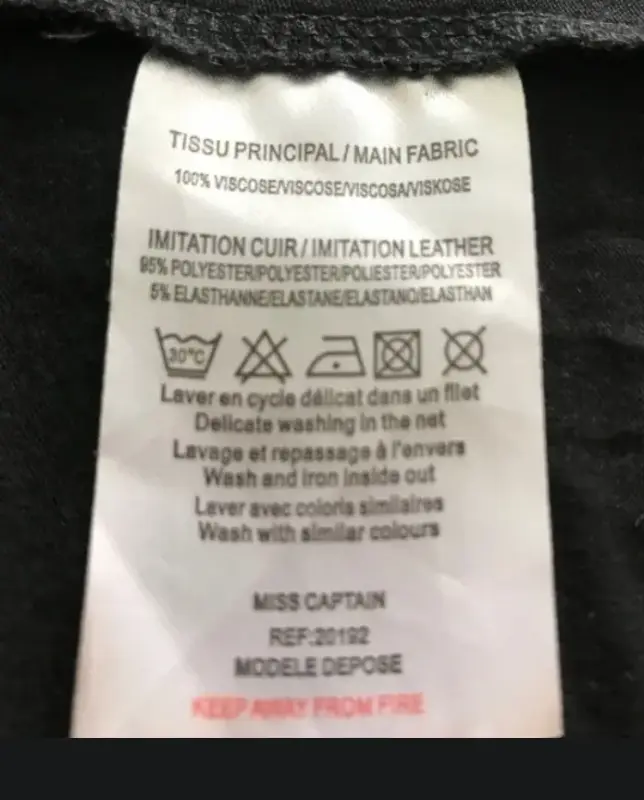 TISSU PRINCIPAL / MAIN FABRIC
100% VISCOSE/VISCOSE/VISCOSA/VISKOSE
IMITATION CUIR / IMITATION LEATHER
95% POLYESTER/POLYESTER/POLIESTER/POLYESTER
5% ELASTHANNE/ELASTANE/ELASTANO/ELASTHAN
30°C
Laver en cycle délicat dans un filet
Delicate washing in the net
Lavage et repassage à l'envers
Wash and iron inside out
Laver avec coloris similaires
Wash with similar colours
MISS CAPTAIN
REF:20192
MODELE DEPOSE
KEEP AWAY FROM FIRE